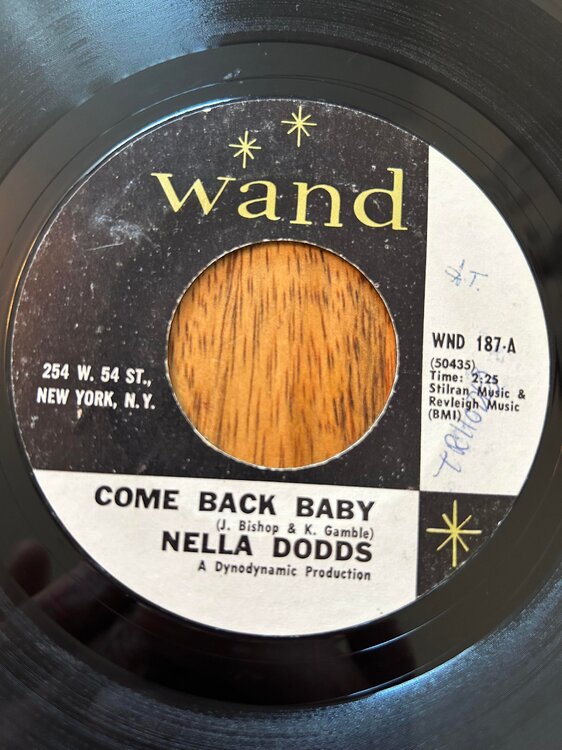 wand
254 W. 54 ST.,
NEW YORK, N.Y.
WND 187-A
(50435)
Time: 2:25
Stilran Music &
Revleigh Music
(BMI)
COME BACK BABY
(J. Bishop & K. Gamble)
NELLA DODDS
A Dynodynamic Production